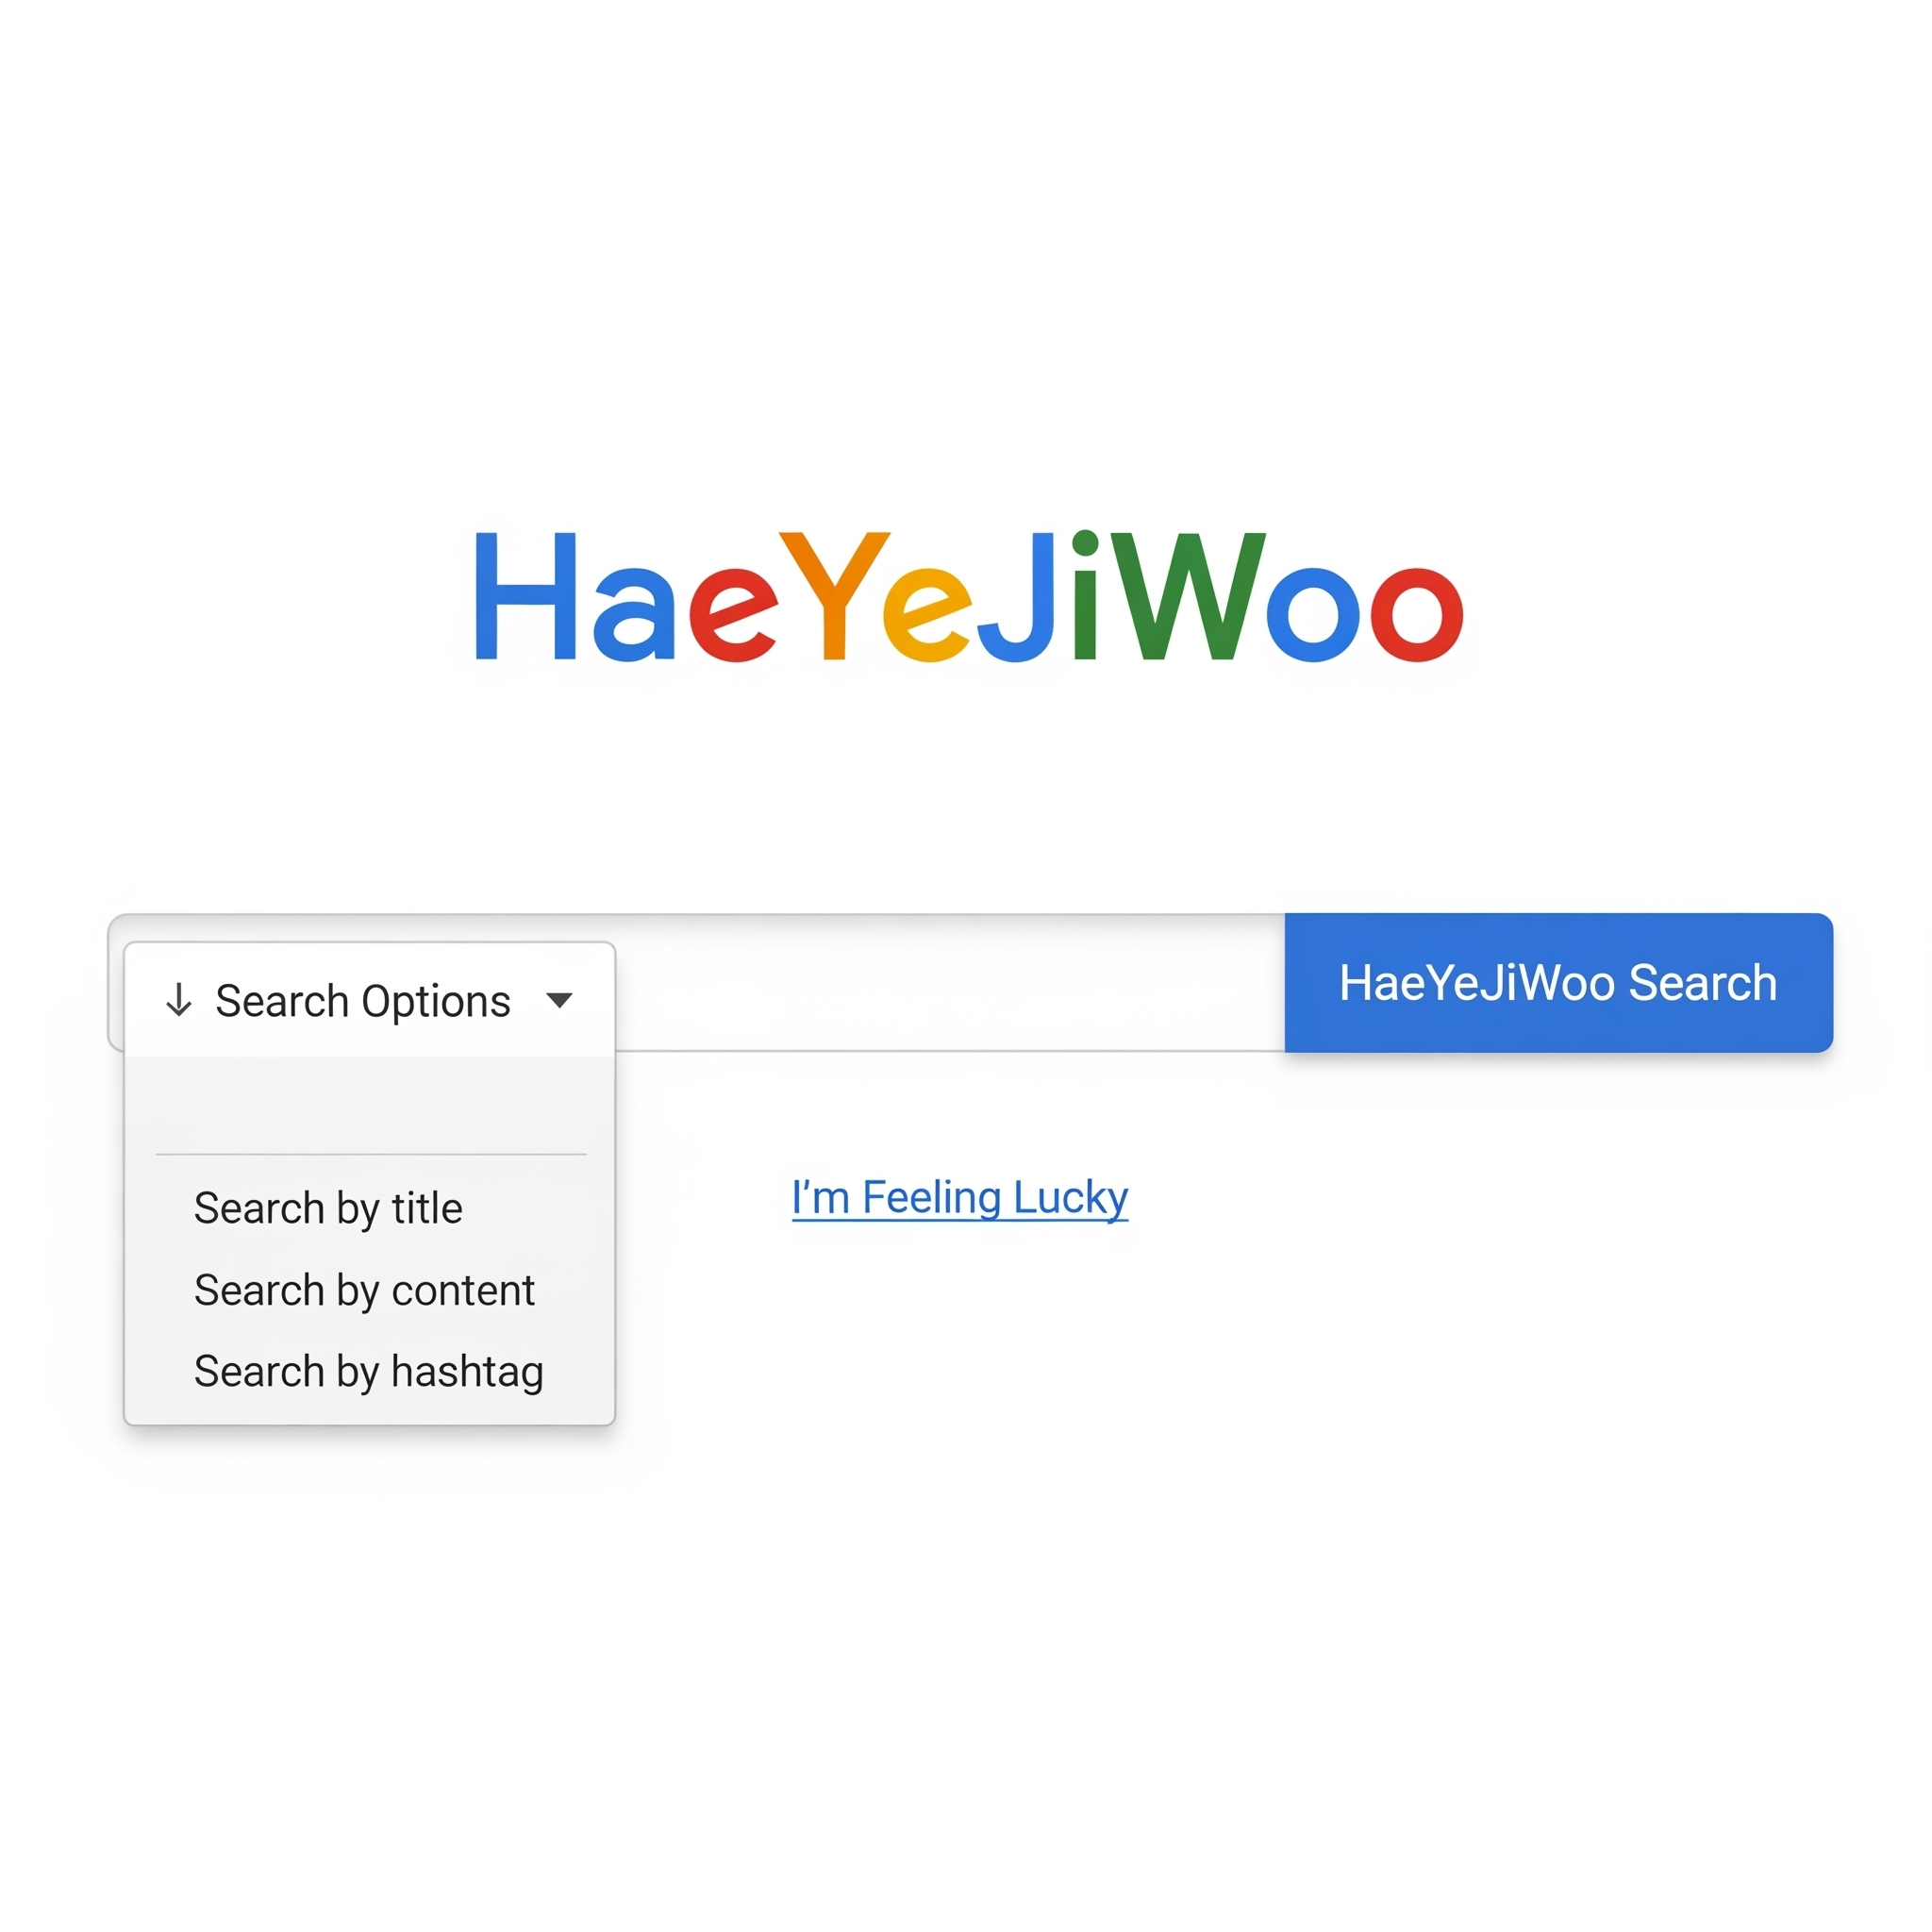 HaeYeJiWoo
Search Options
HaeYeJiWoo Search
Search by title
Search by content
Search by hashtag
I'm Feeling Lucky